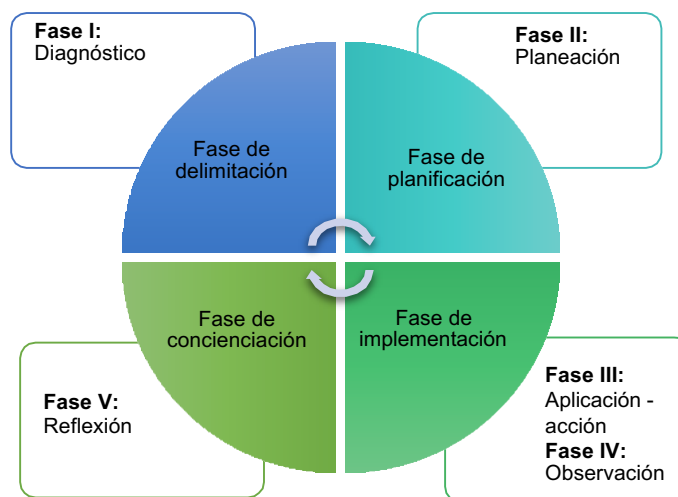 Fase I:
Diagnóstico
Fase II:
Planeación
Fase de
delimitación
Fase de
planificación
Fase de
concienciación
Fase de
implementación
Fase V:
Reflexión
Fase III:
Aplicación -
acción
Fase IV:
Observación